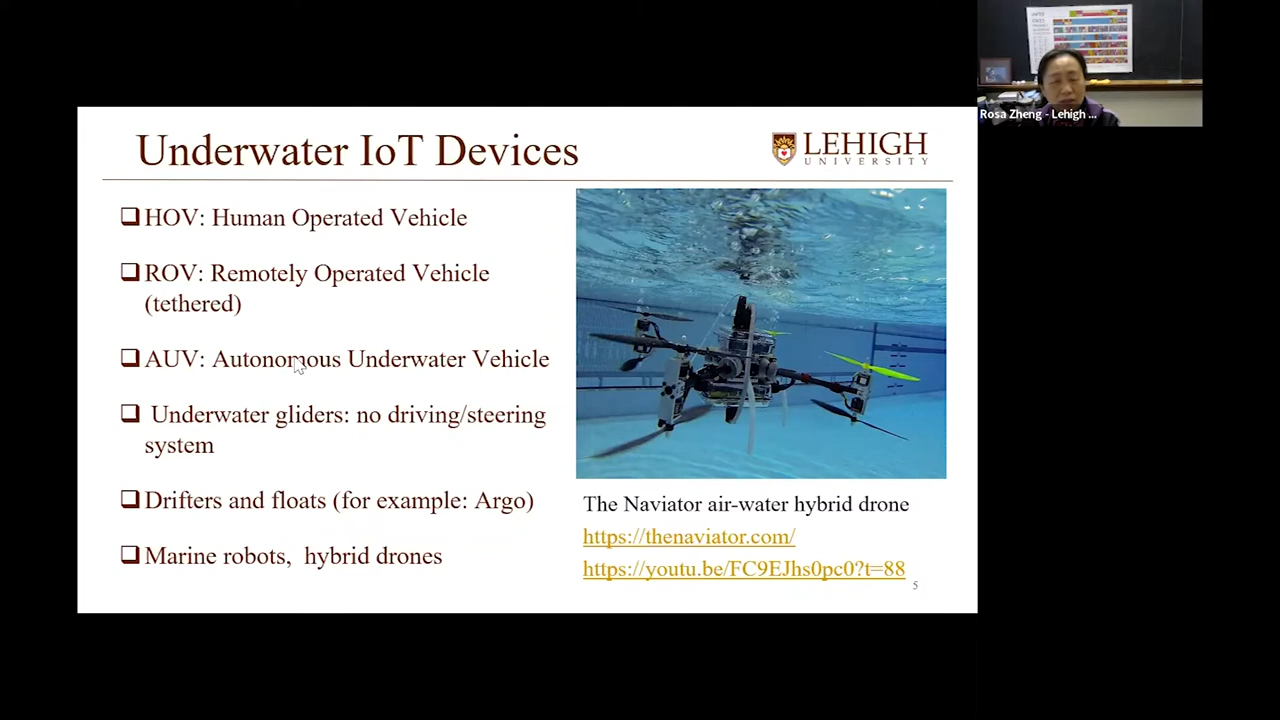 Rosa Zheng - Lehigh ...
Underwater IoT Devices
LEHIGH
UNIVERSITY
HOV: Human Operated Vehicle
ROV: Remotely Operated Vehicle
(tethered)
AUV: Autonomous Underwater Vehicle
Underwater gliders: no driving/steering
system
Drifters and floats (for example: Argo)
Marine robots, hybrid drones
The Naviator air-water hybrid drone
https://thenaviator.com/
https://youtu.be/FC9EJhs0pc0?t=88
5